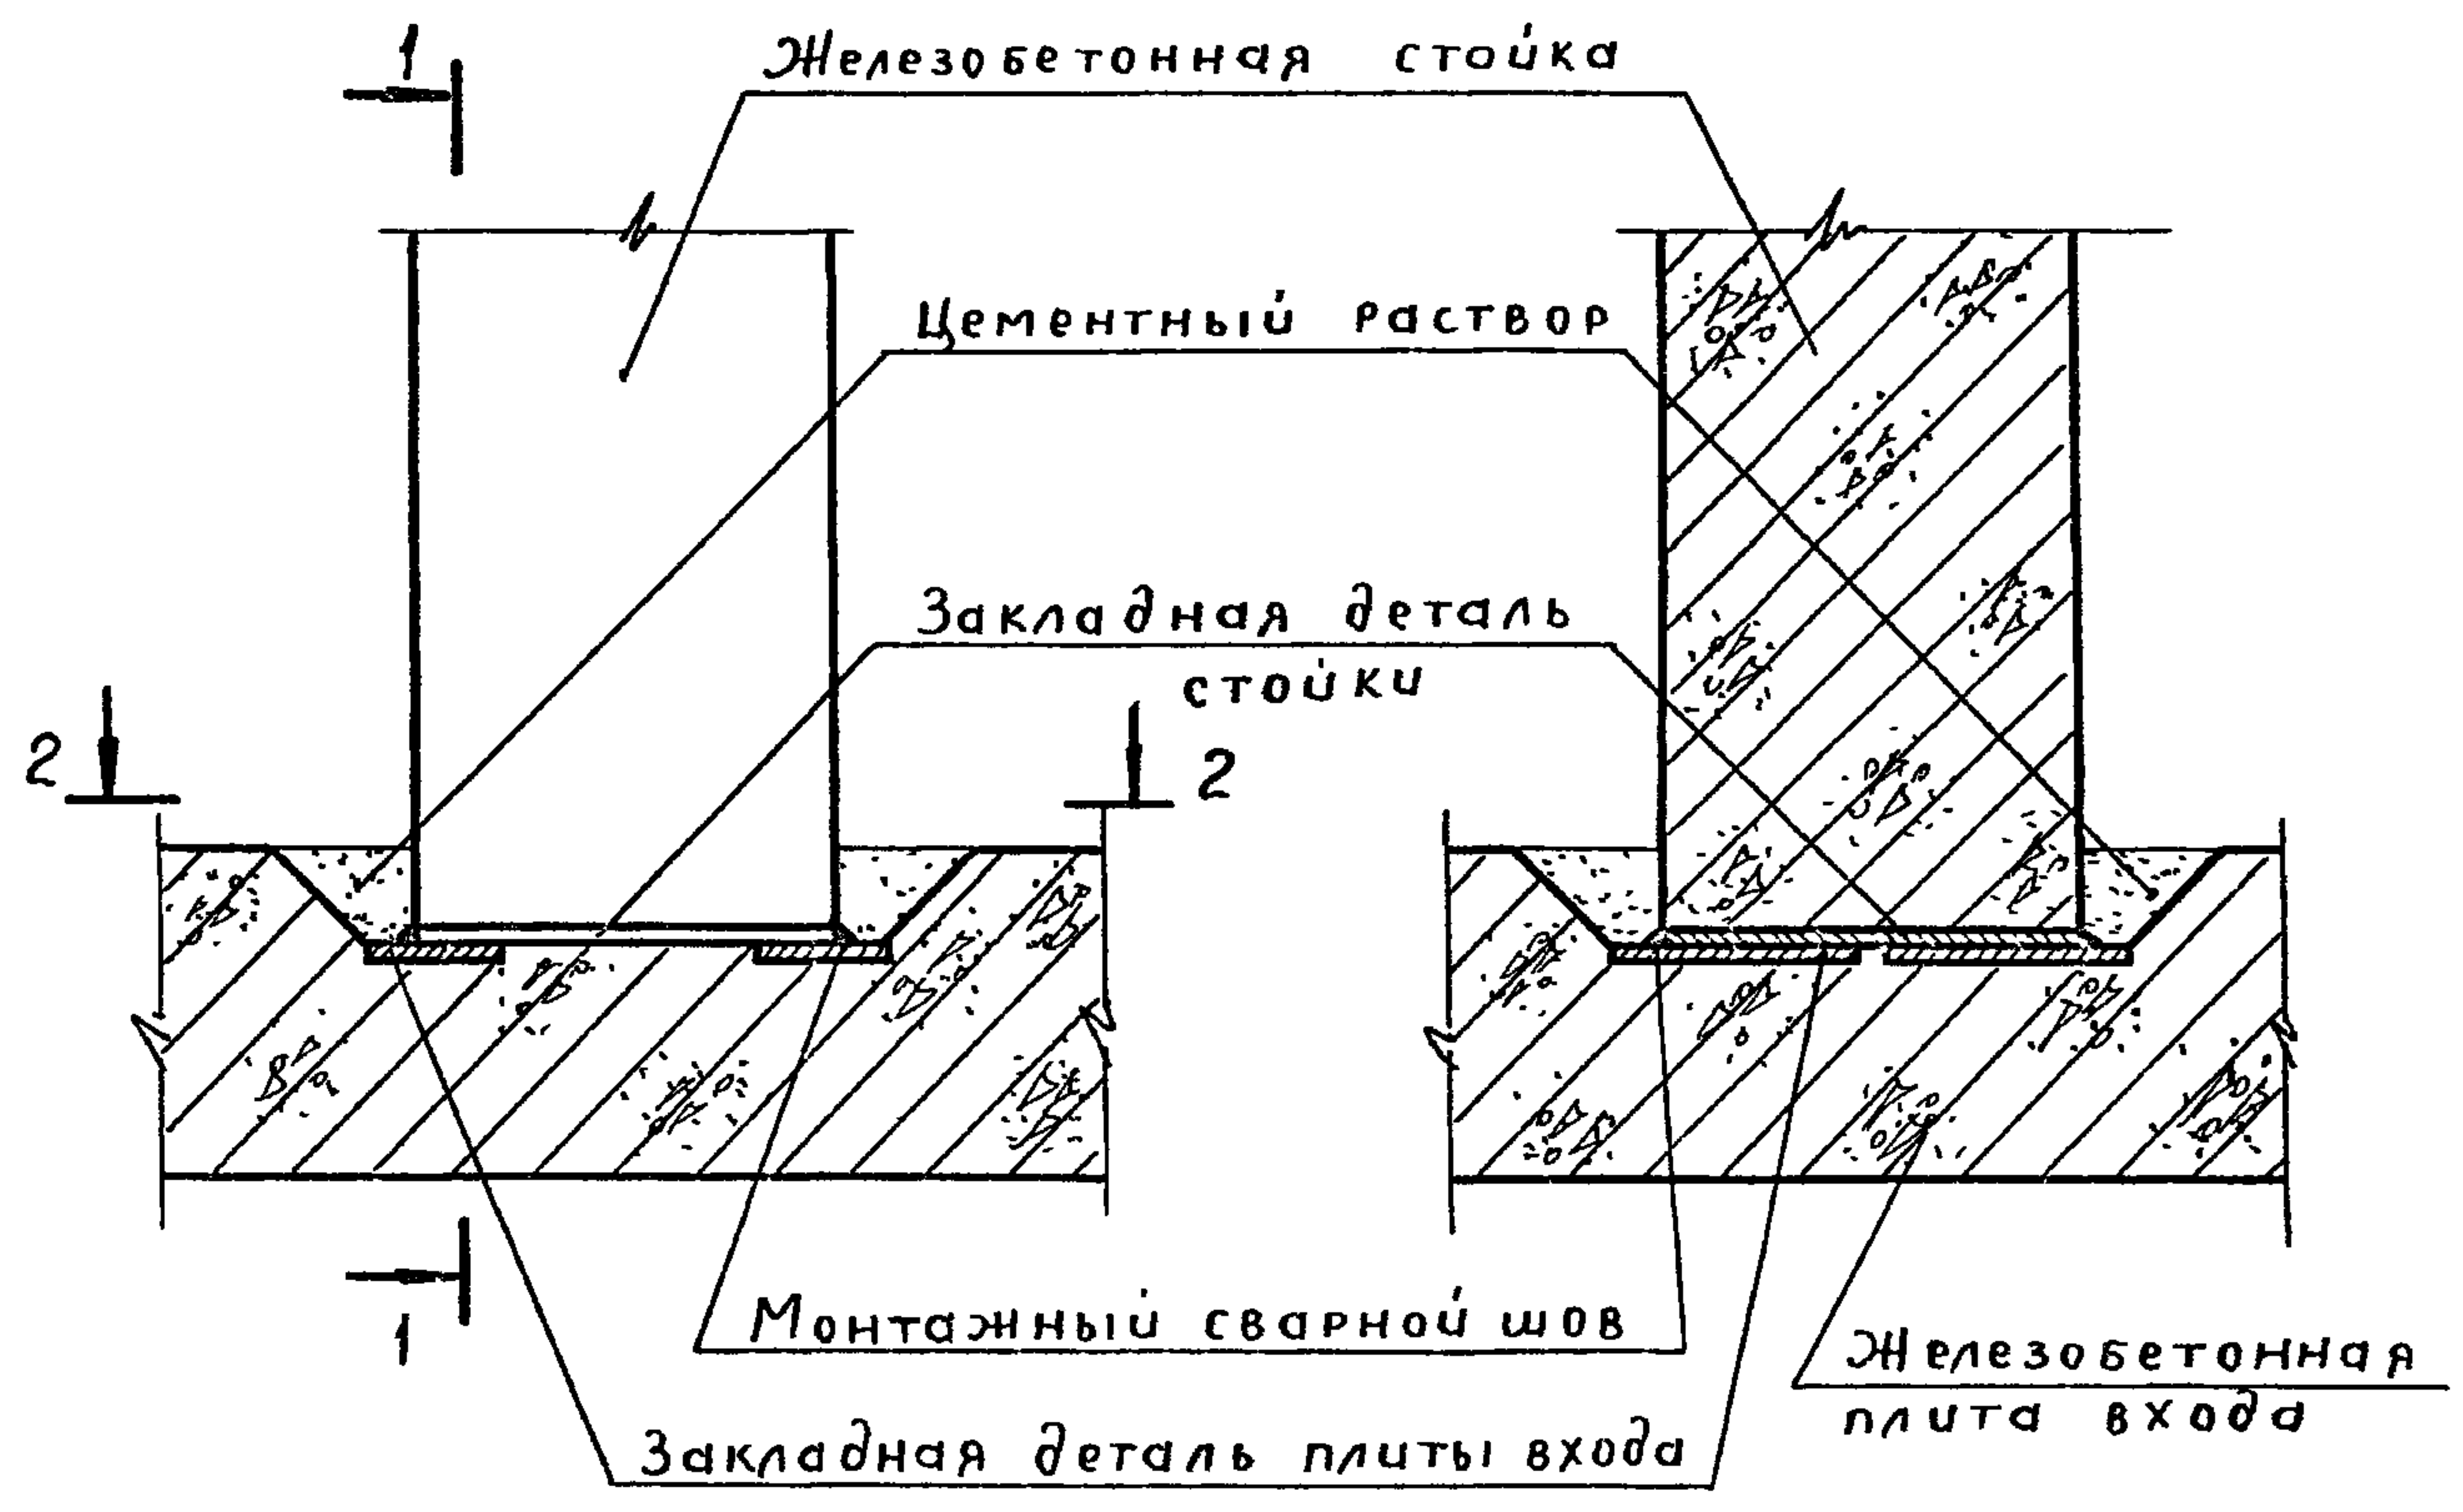 1
Железобетонная стойка
Цементный раствор
Закладная деталь
стойки
2
2
Монтажный сварной шов
1
Железобетонная
плита входа
Закладная деталь плиты входа